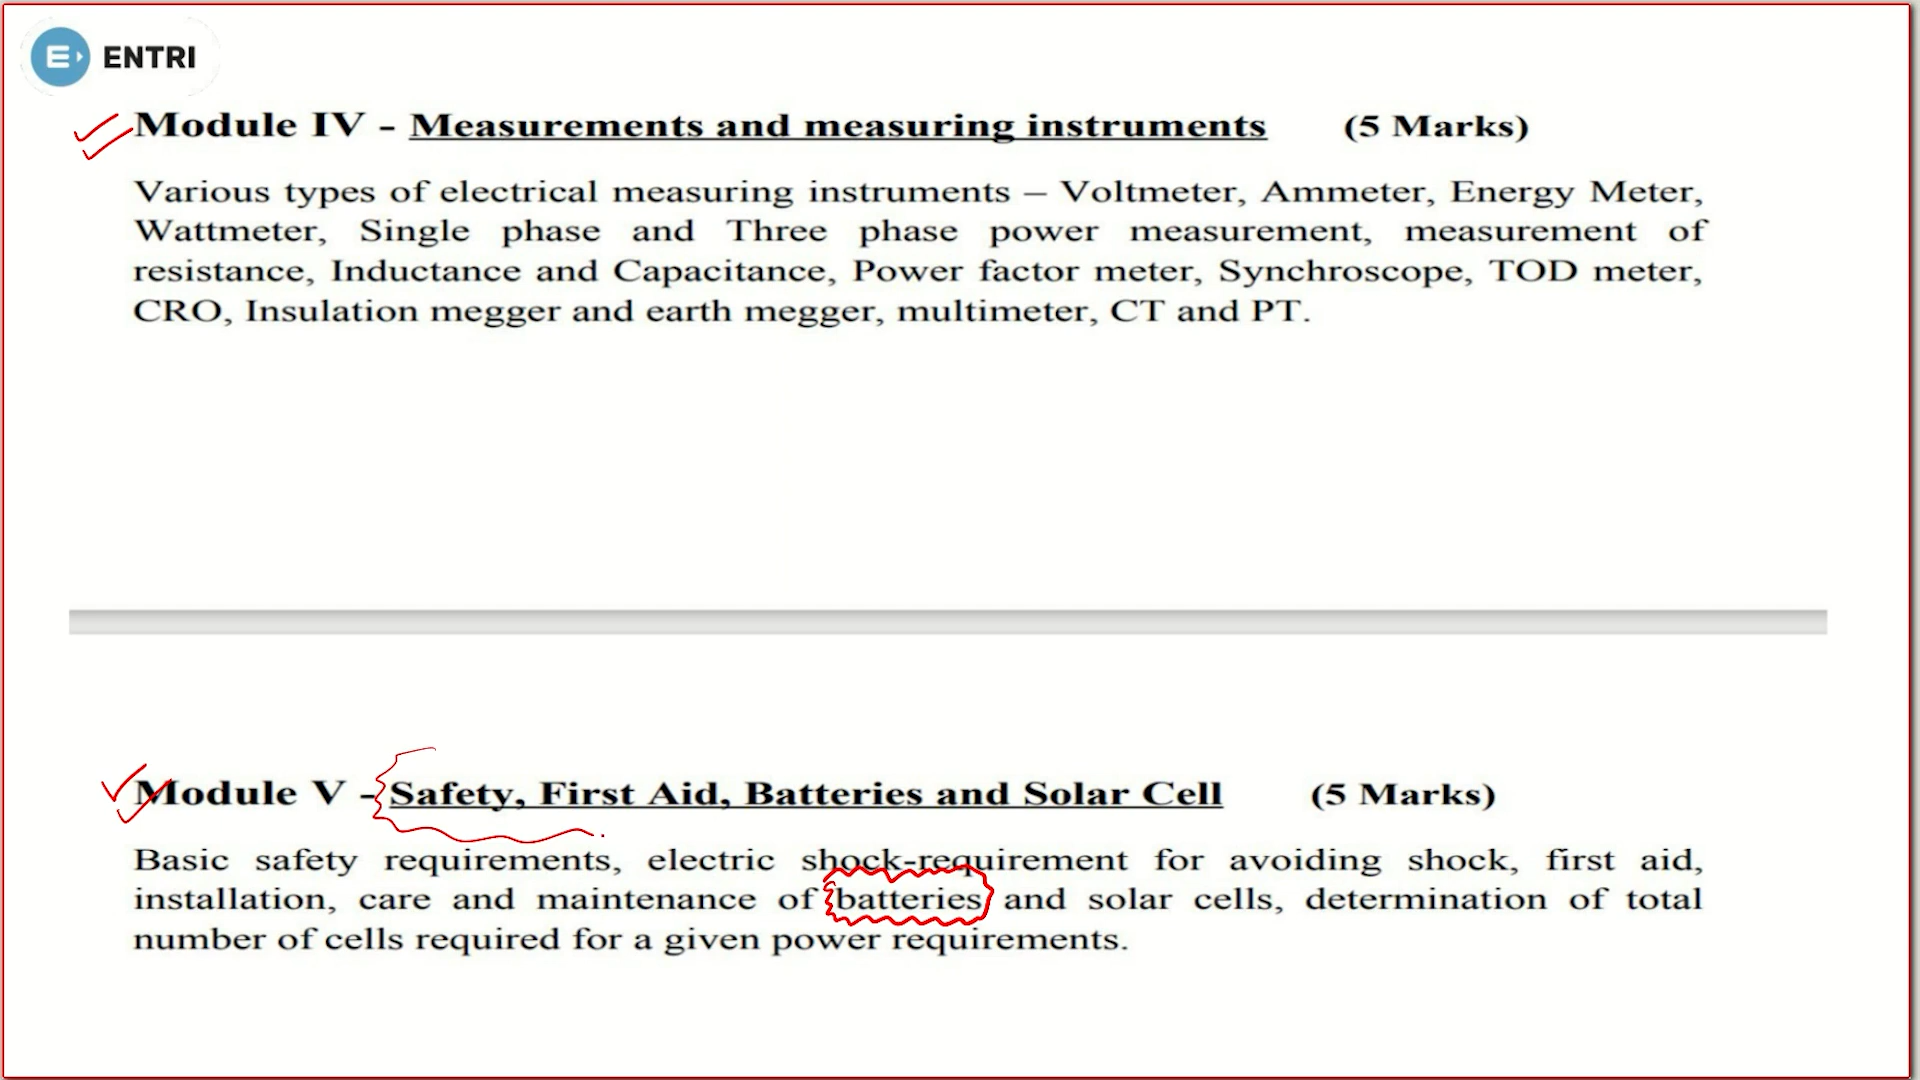 ENTRI
Module IV - Measurements and measuring instruments (5 Marks)
Various types of electrical measuring instruments – Voltmeter, Ammeter, Energy Meter,
Wattmeter, Single phase and Three phase power measurement, measurement of
resistance, Inductance and Capacitance, Power factor meter, Synchroscope, TOD meter,
CRO, Insulation megger and earth megger, multimeter, CT and PT.
Module V - Safety, First Aid, Batteries and Solar Cell (5 Marks)
Basic safety requirements, electric shock-requirement for avoiding shock, first aid,
installation, care and maintenance of batteries and solar cells, determination of total
number of cells required for a given power requirements.